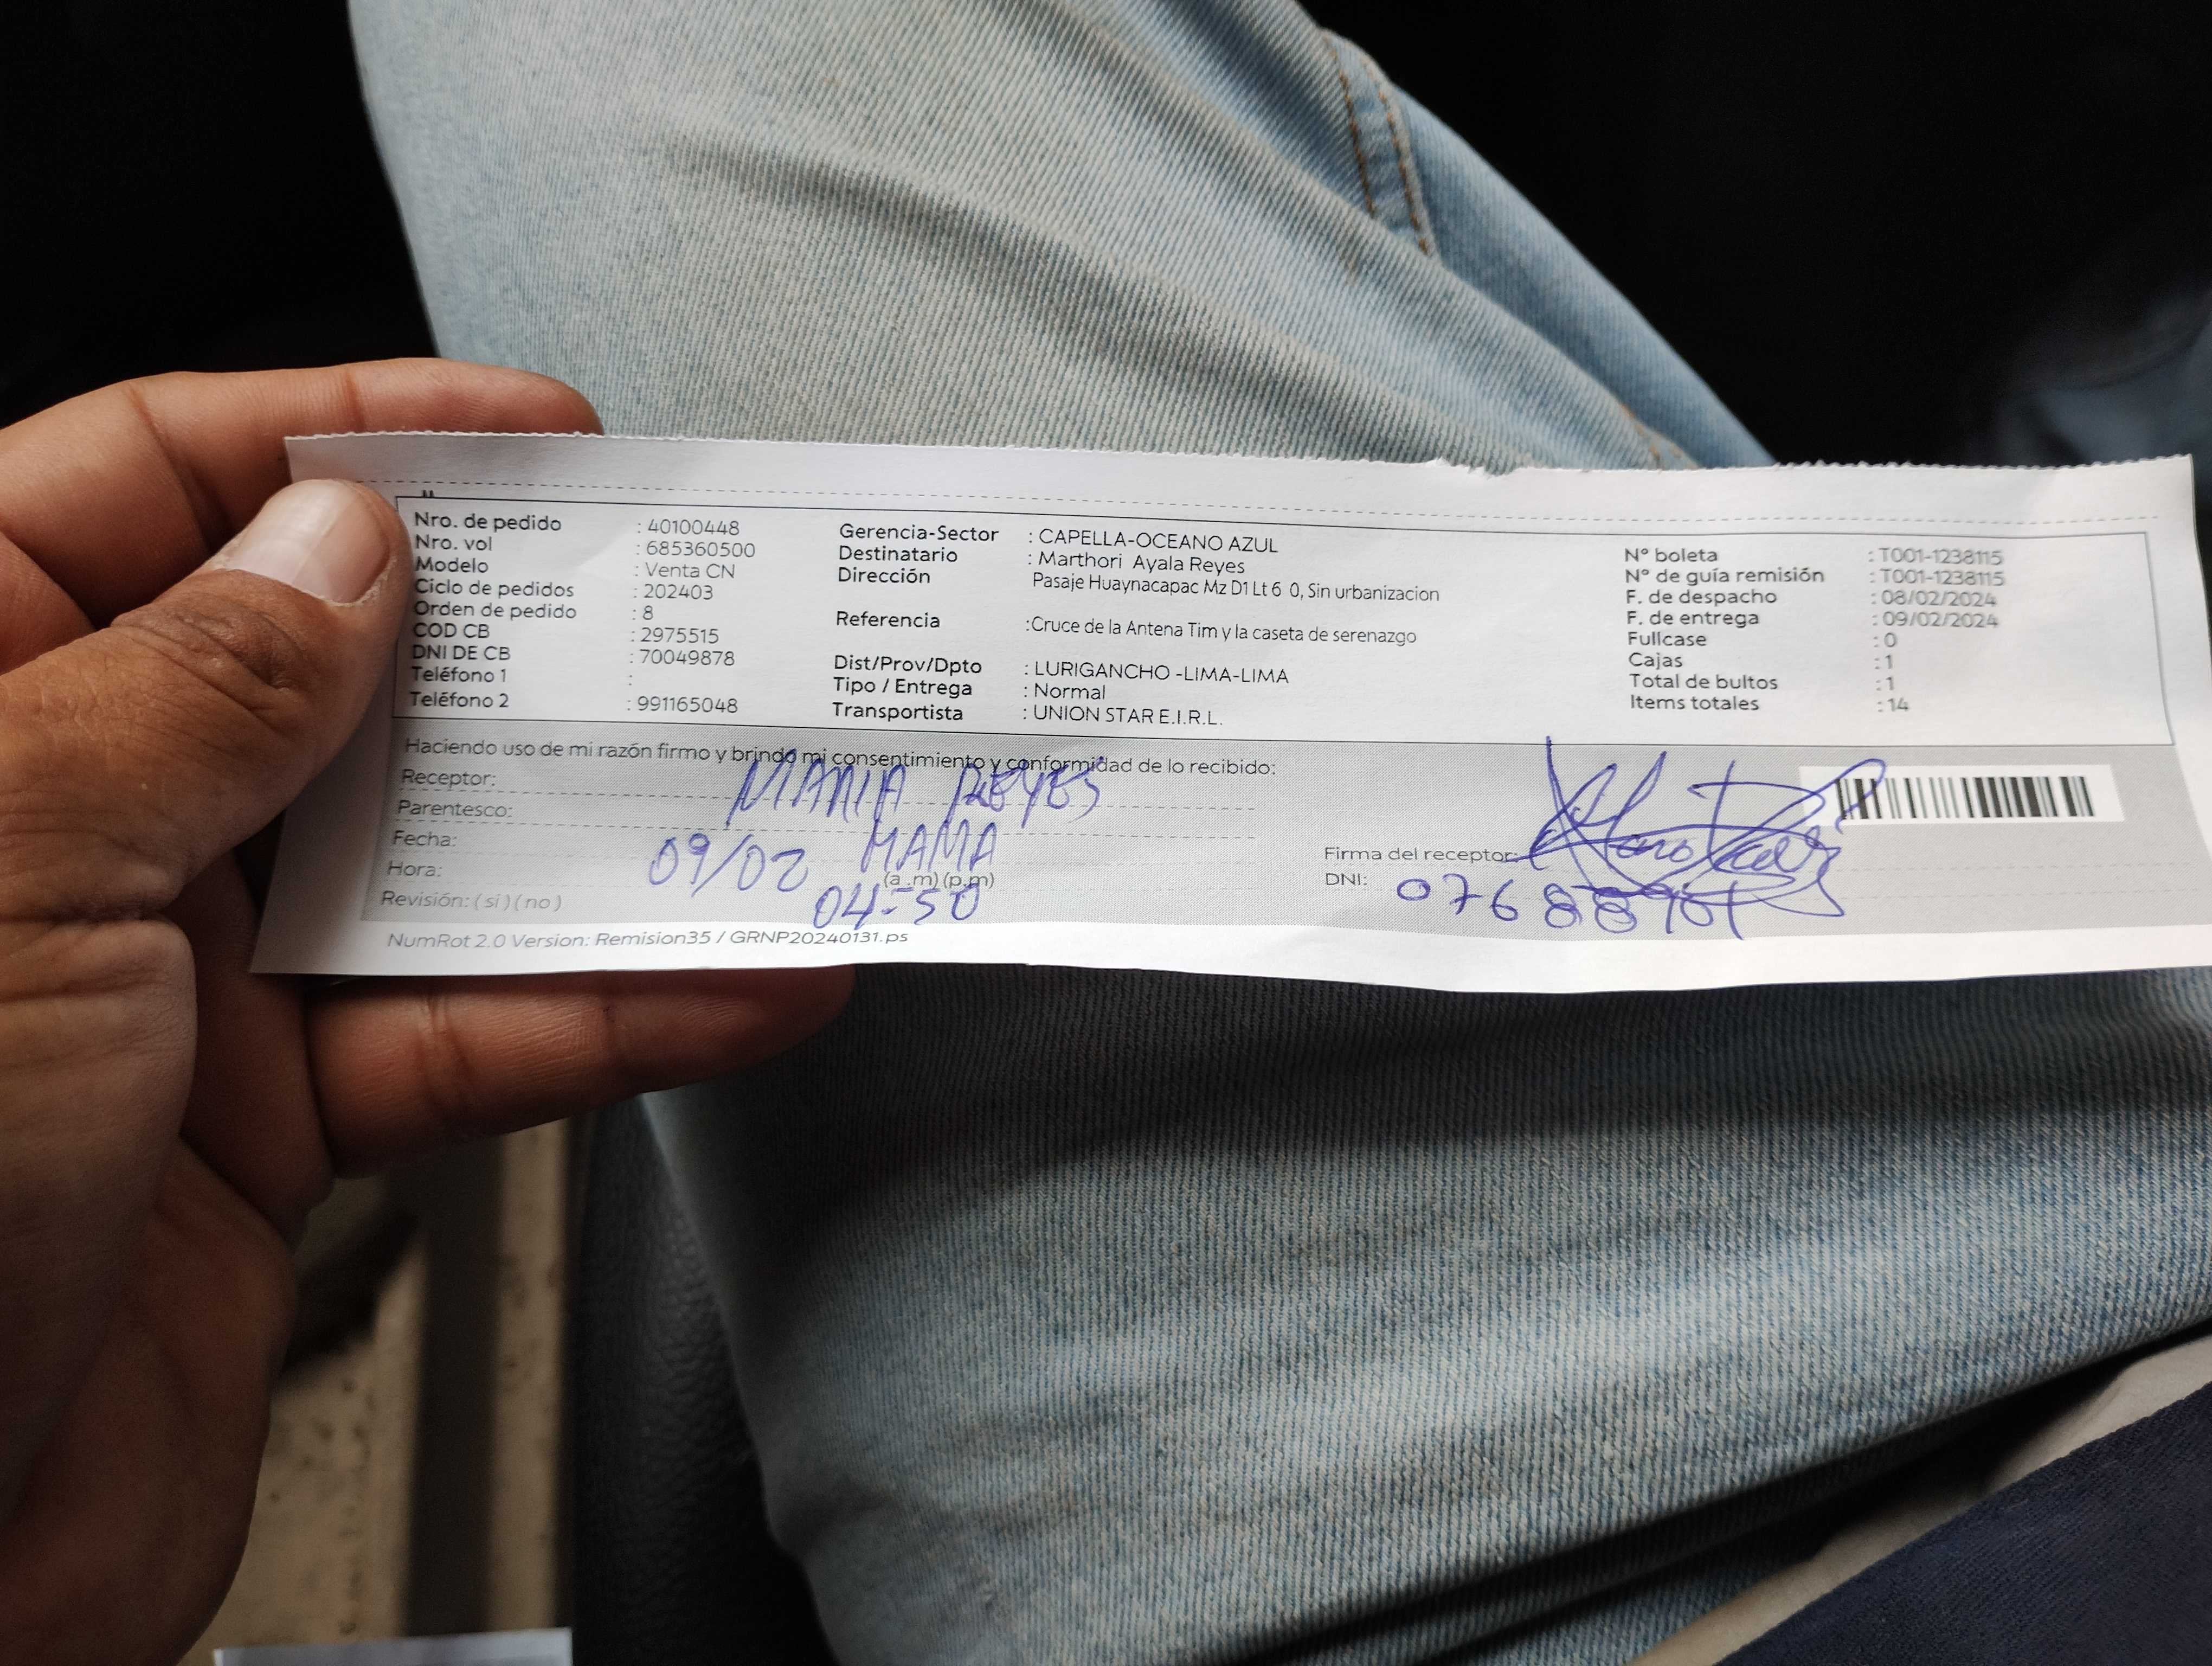 Nro. de pedido : 40100448
Nro. vol : 685360500
Modelo : Venta CN
Ciclo de pedidos : 202403
Orden de pedido : 8
COD CB : 2975515
DNI DE CB : 70049878
Teléfono 1 :
Teléfono 2 : 991165048
Gerencia-Sector : CAPELLA-OCEANO AZUL
Destinatario : Marthori Ayala Reyes
Dirección Pasaje Huaynacapac Mz D1 Lt 6 0, Sin urbanizacion
Referencia :Cruce de la Antena Tim y la caseta de serenazgo
Dist/Prov/Dpto : LURIGANCHO -LIMA-LIMA
Tipo / Entrega : Normal
Transportista : UNION STAR E.I.R.L.
N° boleta : T001-1238115
N° de guía remisión : T001-1238115
F. de despacho : 08/02/2024
F. de entrega : 09/02/2024
Fullcase : 0
Cajas : 1
Total de bultos : 1
Items totales : 14
Haciendo uso de mi razón firmo y brindo mi consentimiento y conformidad de lo recibido:
Receptor: MARIA REYES
Parentesco: MAMA
Fecha: 09/02
Hora: 04:50 (a.m) (p.m)
Revisión: ( si ) ( no )
Firma del receptor:
DNI:
NumRot 2.0 Version: Remision35 / GRNP20240131.ps